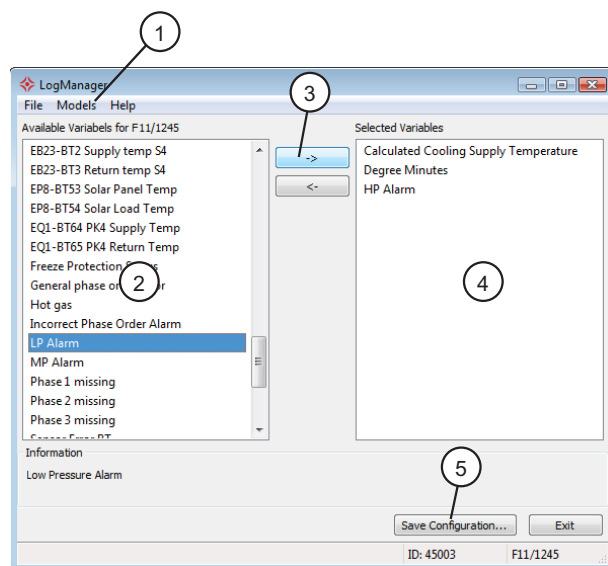 1
LogManager
File Models Help
3
Available Variabels for F11/1245
Selected Variables
EB23-BT2 Supply temp S4
EB23-BT3 Return temp S4
EP8-BT53 Solar Panel Temp
EP8-BT54 Solar Load Temp
EQ1-BT64 PK4 Supply Temp
EQ1-BT65 PK4 Return Temp
Freeze Protection
General phase
2
Hot gas
Incorrect Phase Order Alarm
LP Alarm
MP Alarm
Phase 1 missing
Phase 2 missing
Phase 3 missing
->
<-
Calculated Cooling Supply Temperature
Degree Minutes
HP Alarm
4
Information
Low Pressure Alarm
5
Save Configuration...
Exit
ID: 45003
F11/1245